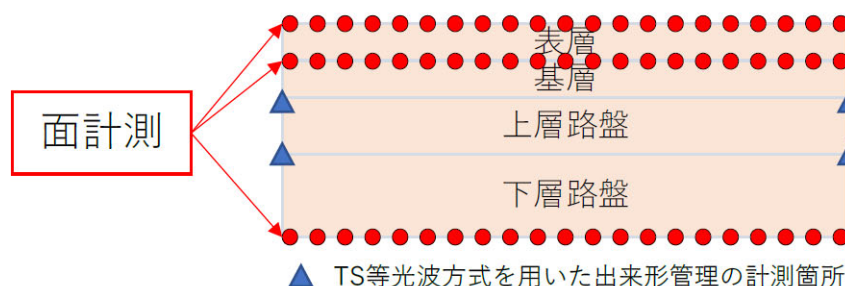 表層
基層
面計測
上層路盤
下層路盤
▲ TS等光波方式を用いた出来形管理の計測箇所